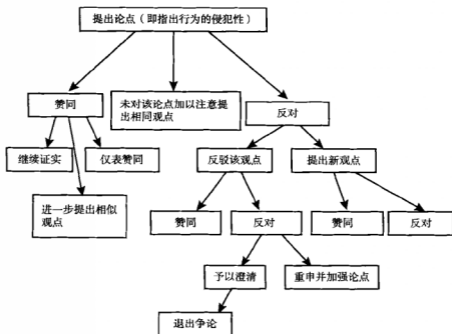 提出论点（即指出行为的侵犯性）
赞同
未对该论点加以注意提
出相同观点
反对
继续证实
仅表赞同
反驳该观点
提出新观点
进一步提出相似
观点
赞同
反对
赞同
反对
予以澄清
重申并加强论点
退出争论